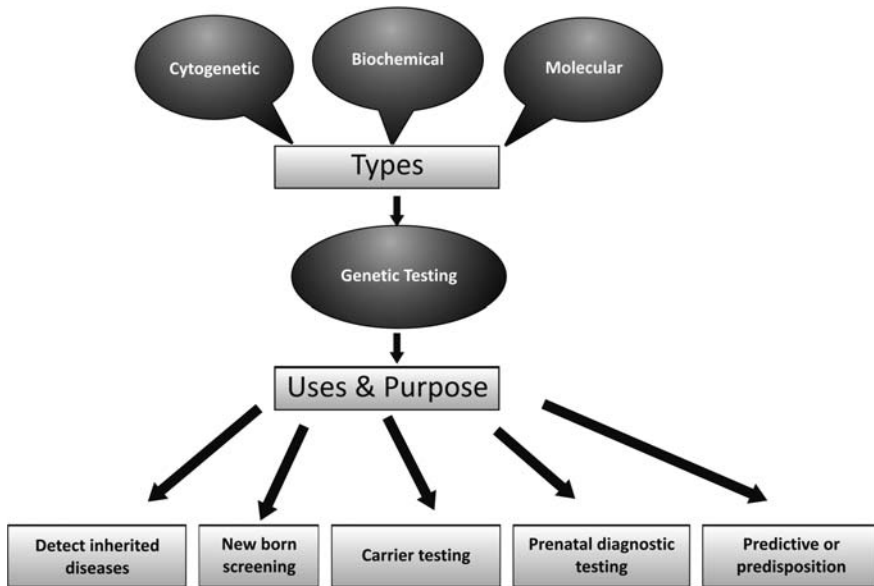 Cytogenetic
Biochemical
Molecular
Types
Genetic Testing
Uses & Purpose
Detect inherited
diseases
New born
screening
Carrier testing
Prenatal diagnostic
testing
Predictive or
predisposition